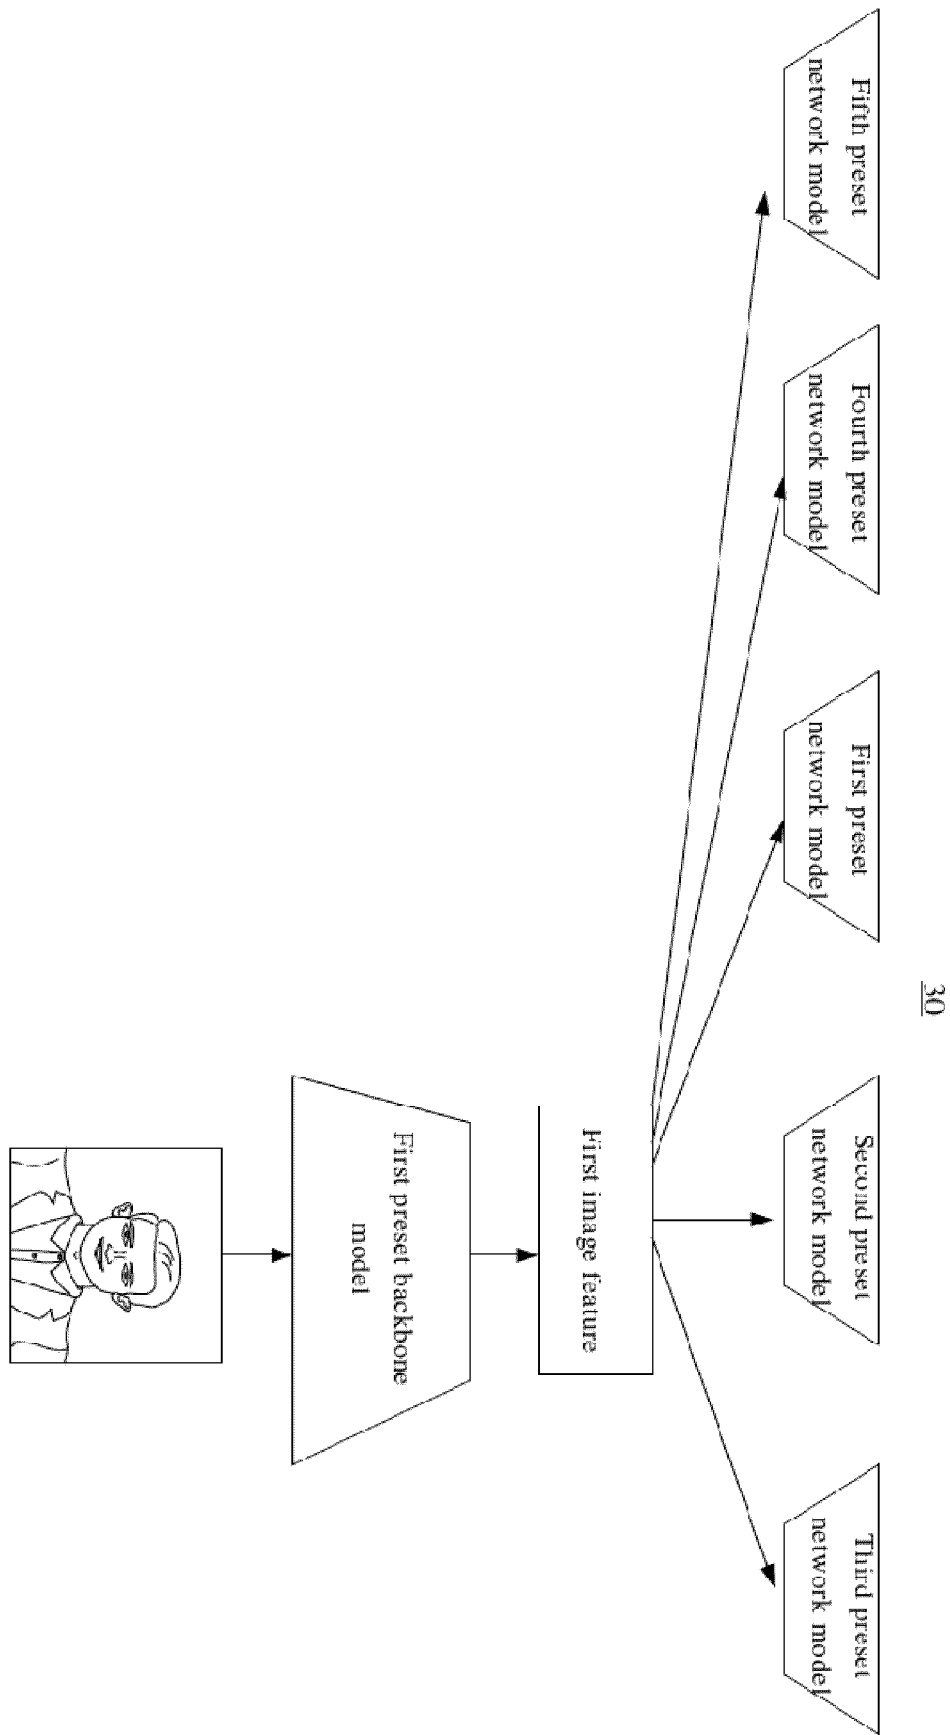 30
Fifth preset
network model
Fourth preset
network model
First preset
network model
Second preset
network model
Third preset
network model
First image feature
First preset backbone
model